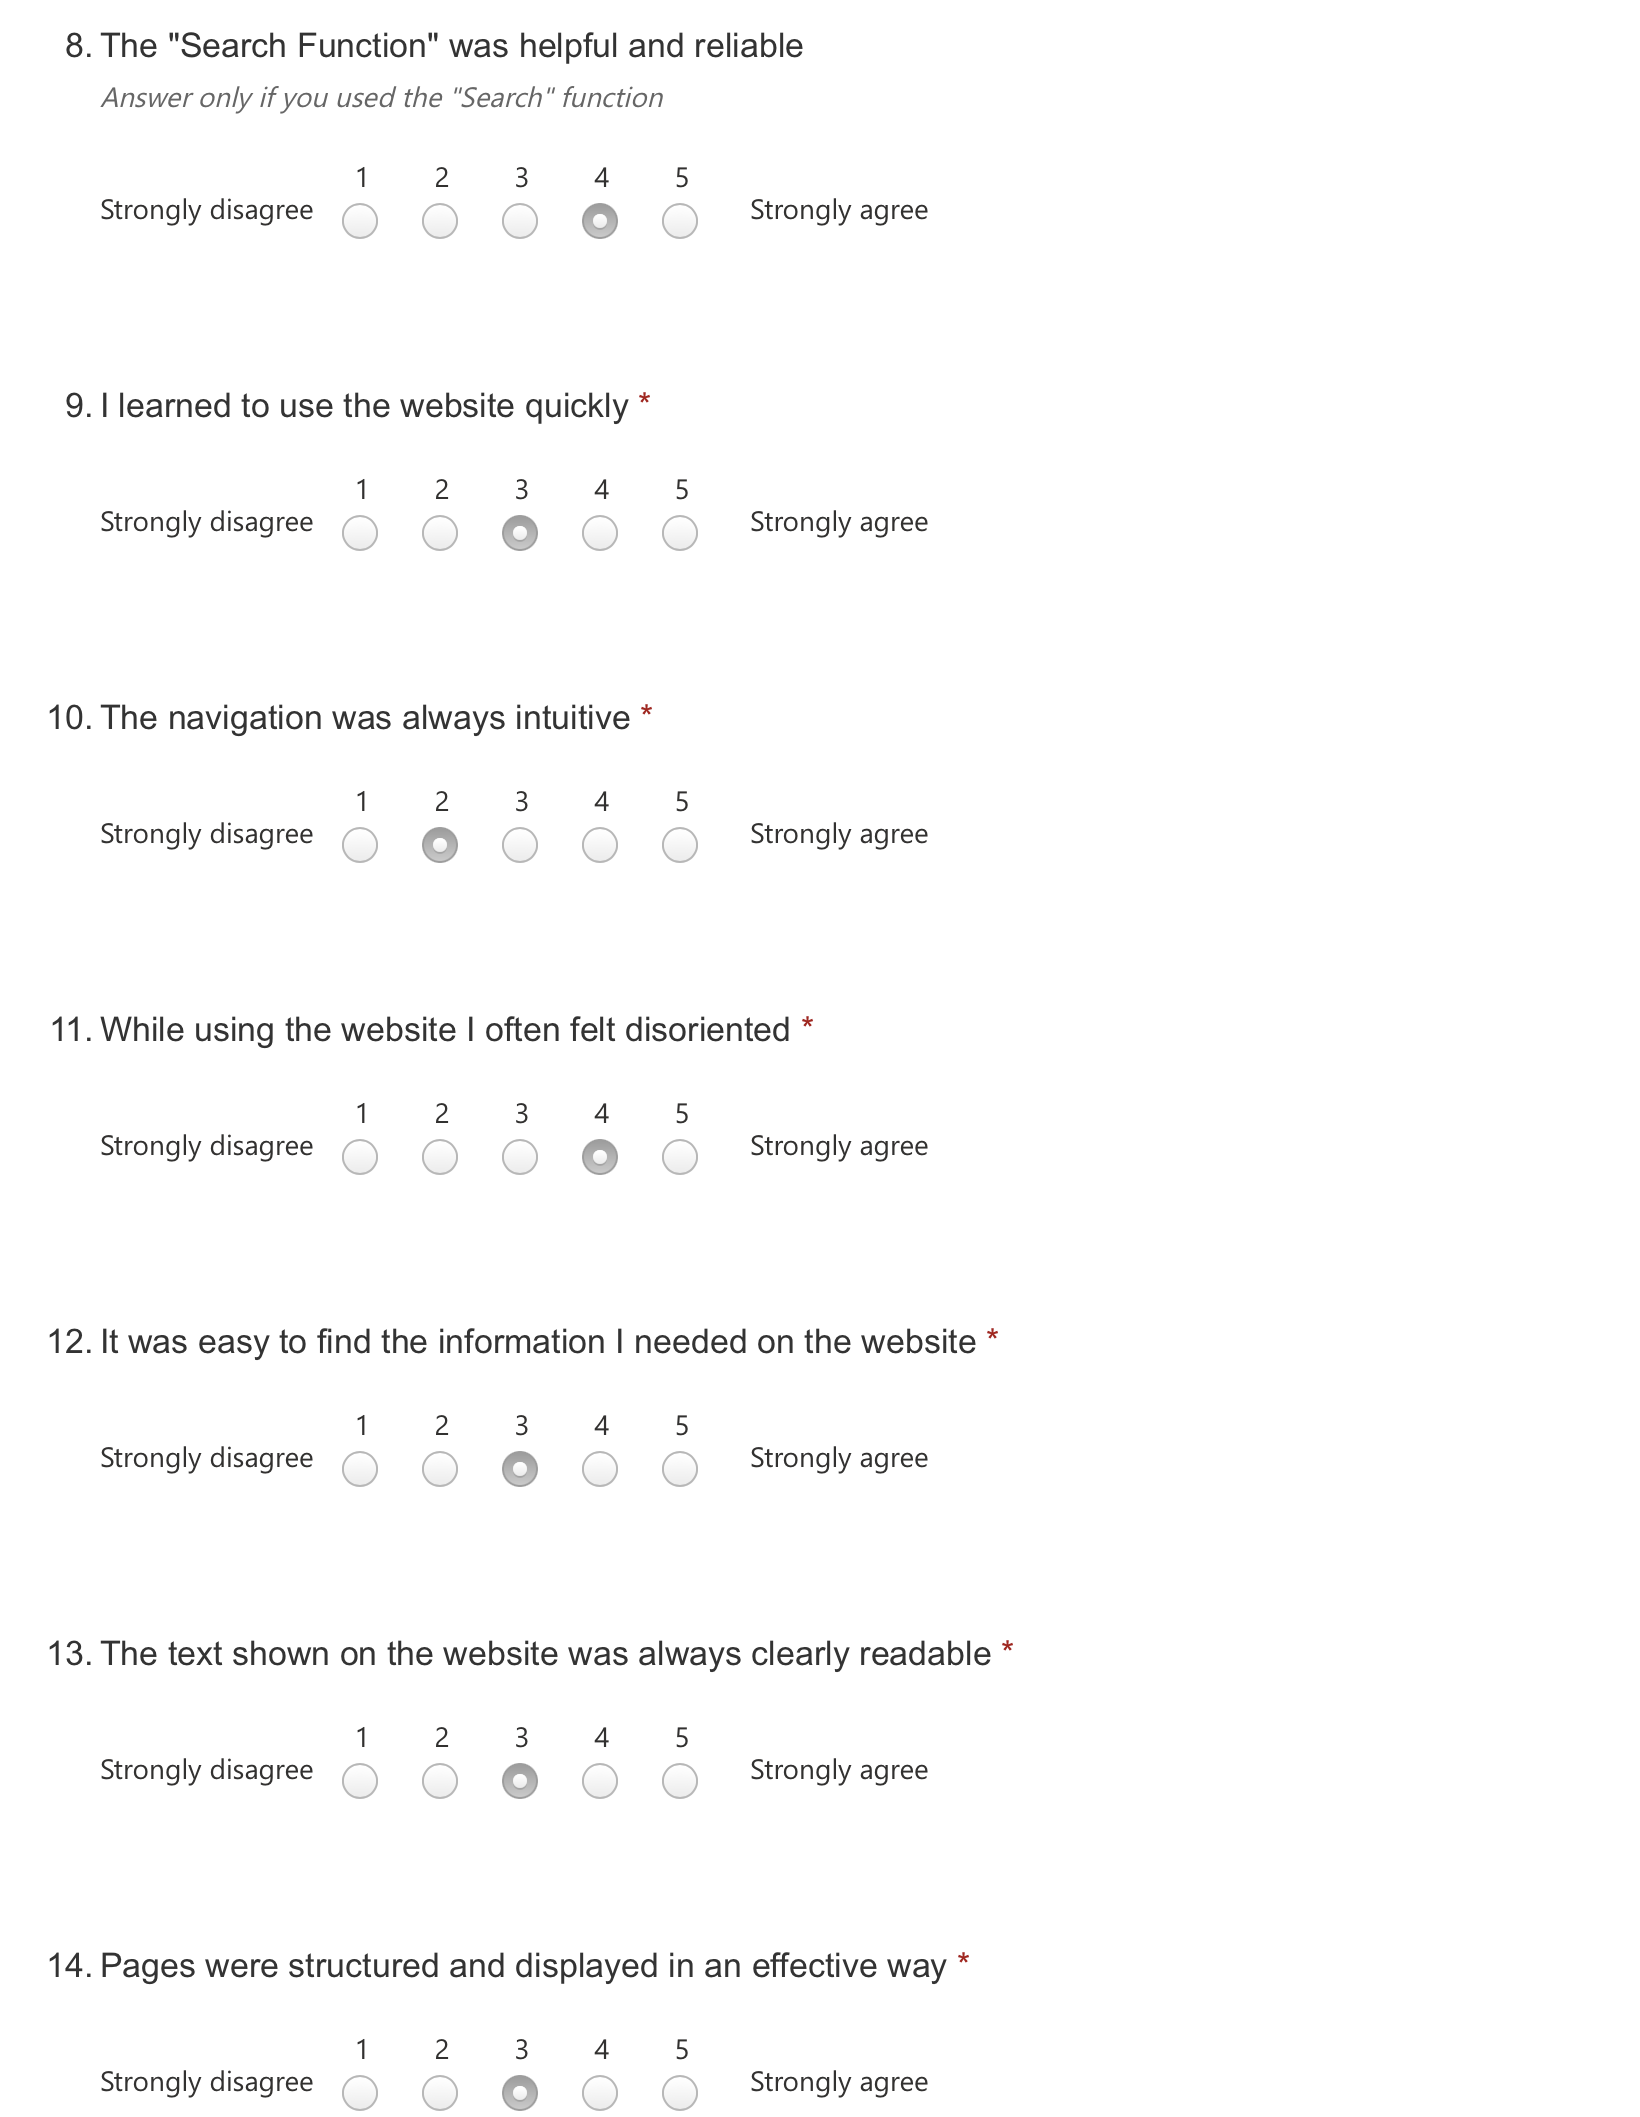 8. The "Search Function" was helpful and reliable
Answer only if you used the "Search" function
1 2 3 4 5
Strongly disagree Strongly agree
9. I learned to use the website quickly *
1 2 3 4 5
Strongly disagree Strongly agree
10. The navigation was always intuitive *
1 2 3 4 5
Strongly disagree Strongly agree
11. While using the website I often felt disoriented *
1 2 3 4 5
Strongly disagree Strongly agree
12. It was easy to find the information I needed on the website *
1 2 3 4 5
Strongly disagree Strongly agree
13. The text shown on the website was always clearly readable *
1 2 3 4 5
Strongly disagree Strongly agree
14. Pages were structured and displayed in an effective way *
1 2 3 4 5
Strongly disagree Strongly agree